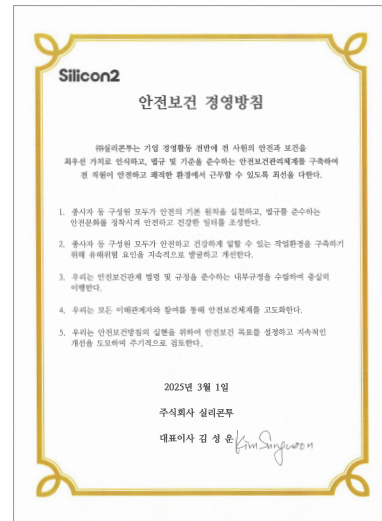 Silicon2
안전보건 경영방침
㈜실리콘투는 기업 경영활동 전반에 전 사원의 안전과 보건을
최우선 가치로 인식하고, 법규 및 기준을 준수하는 안전보건관리체계를 구축하여
전 직원이 안전하고 쾌적한 환경에서 근무할 수 있도록 최선을 다한다.
1. 종사자 등 구성원 모두가 안전의 기본 원칙을 실천하고, 법규를 준수하는
안전문화를 정착시켜 안전하고 건강한 일터를 조성한다.
2. 종사자 등 구성원 모두가 안전하고 건강하게 일할 수 있는 작업환경을 구축하기
위해 유해위험 요인을 지속적으로 발굴하고 개선한다.
3. 우리는 안전보건관계 법령 및 규정을 준수하는 내부규정을 수립하여 충실히
이행한다.
4. 우리는 모든 이해관계자와 참여를 통해 안전보건체계를 고도화한다.
5. 우리는 안전보건방침의 실현을 위하여 안전보건 목표를 설정하고 지속적인
개선을 도모하며 주기적으로 검토한다.
2025년 3월 1일
주식회사 실리콘투
대표이사 김 성 운 Kim Sungwoon